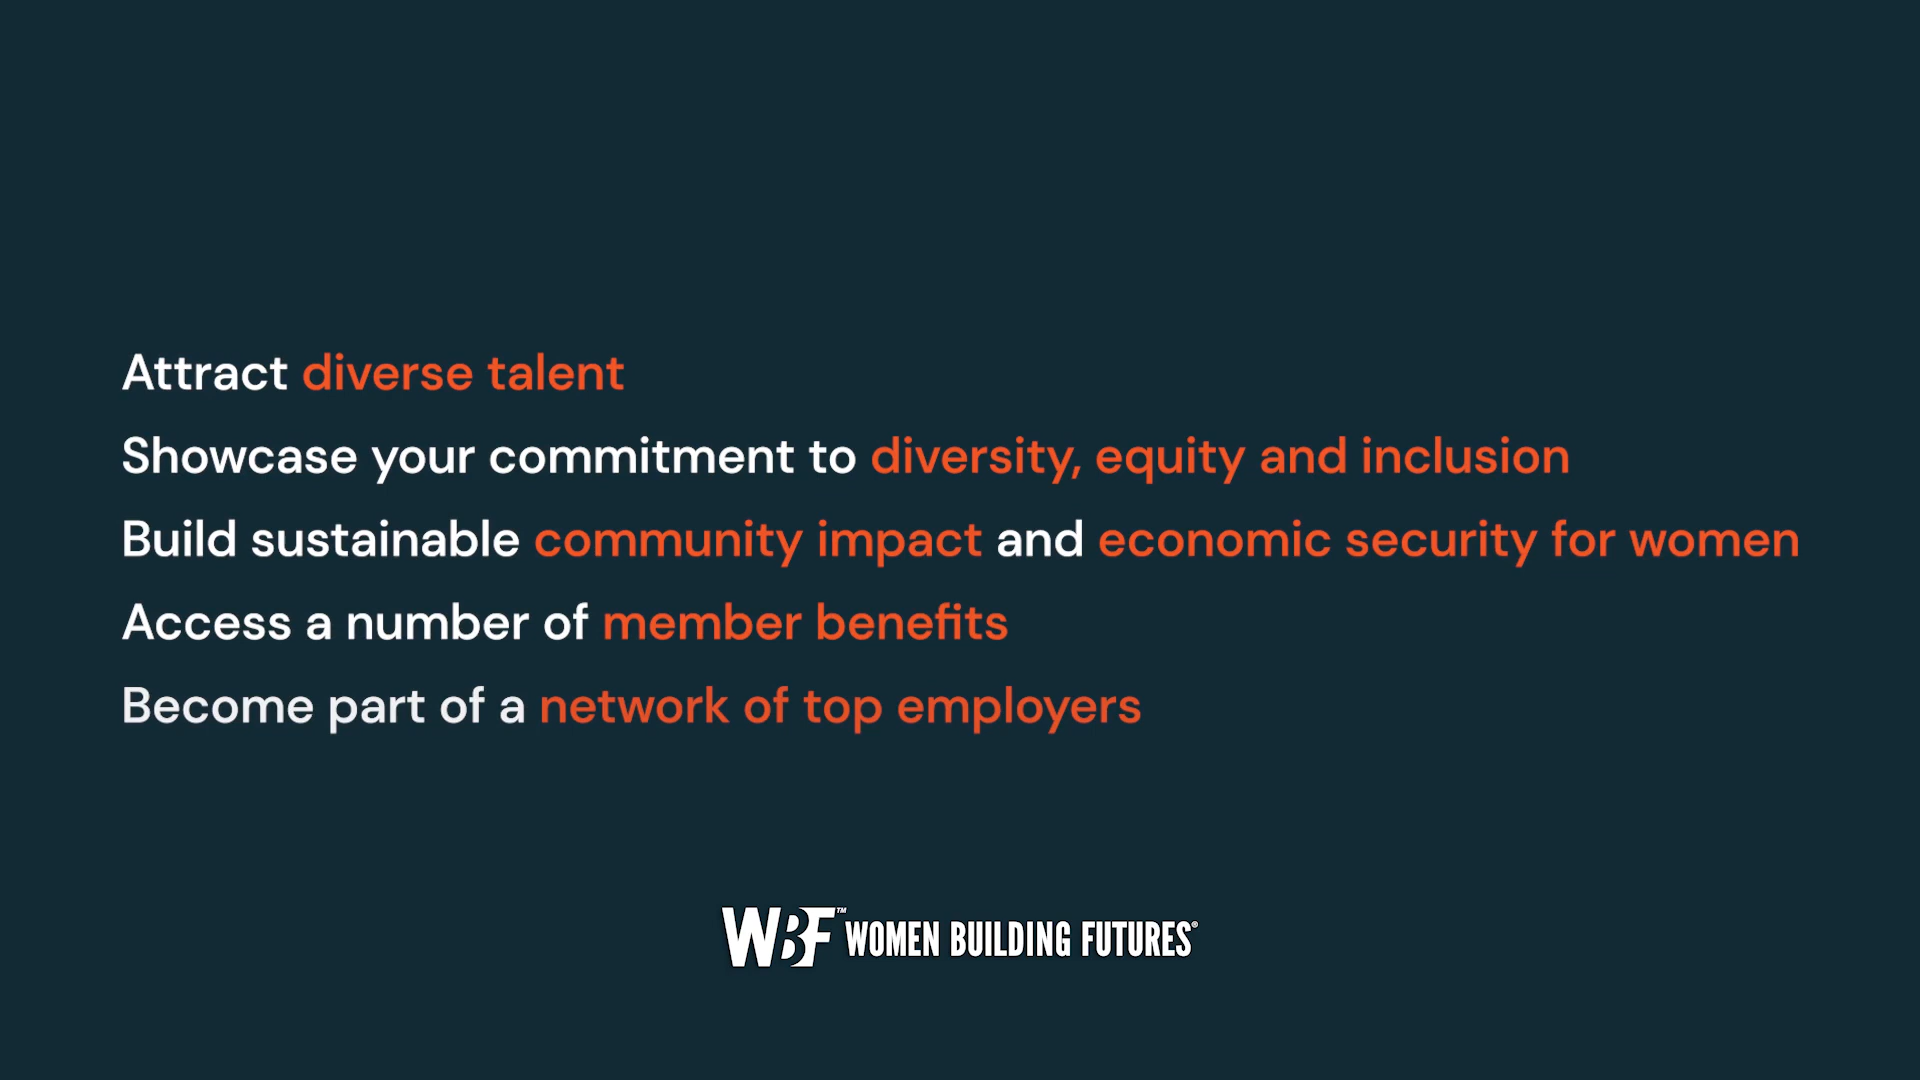 Attract diverse talent
Showcase your commitment to diversity, equity and inclusion
Build sustainable community impact and economic security for women
Access a number of member benefits
Become part of a network of top employers
WBF™ WOMEN BUILDING FUTURES®